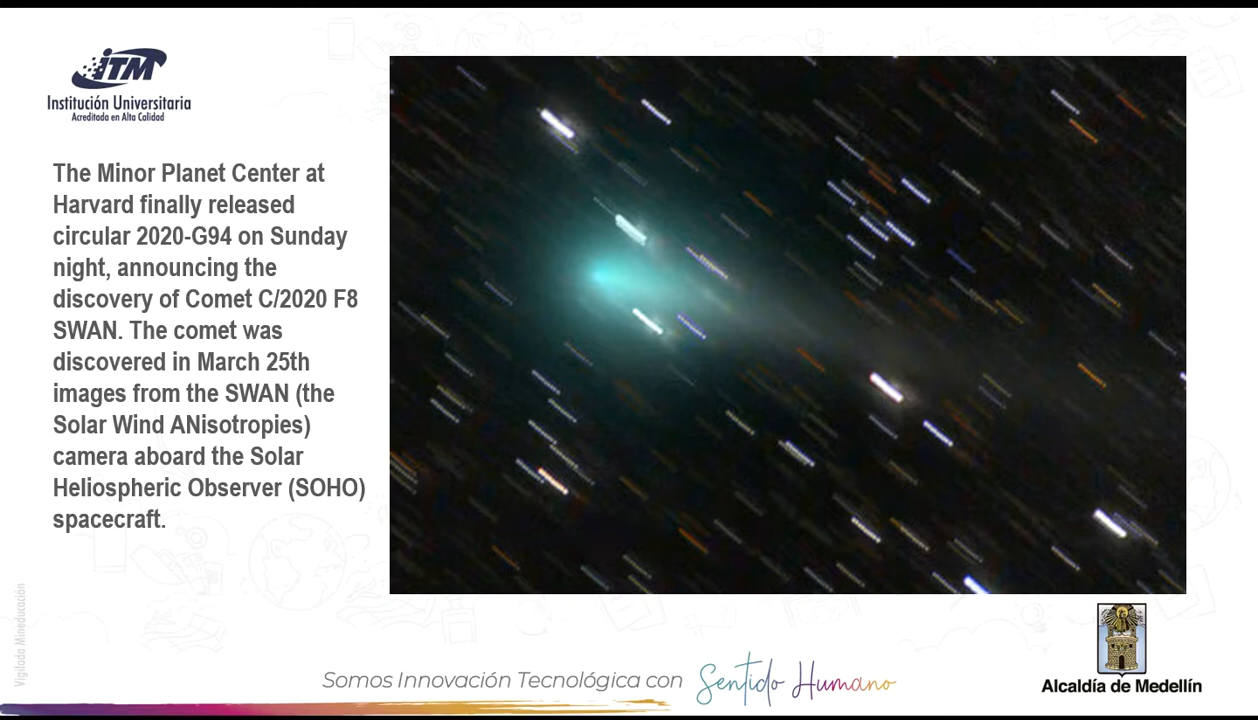 iTM
Institución Universitaria
Acreditada en Alta Calidad
The Minor Planet Center at
Harvard finally released
circular 2020-G94 on Sunday
night, announcing the
discovery of Comet C/2020 F8
SWAN. The comet was
discovered in March 25th
images from the SWAN (the
Solar Wind ANisotropies)
camera aboard the Solar
Heliospheric Observer (SOHO)
spacecraft.
Vigilada Mineducación
Somos Innovación Tecnológica con Sentido Humano
Alcaldía de Medellín